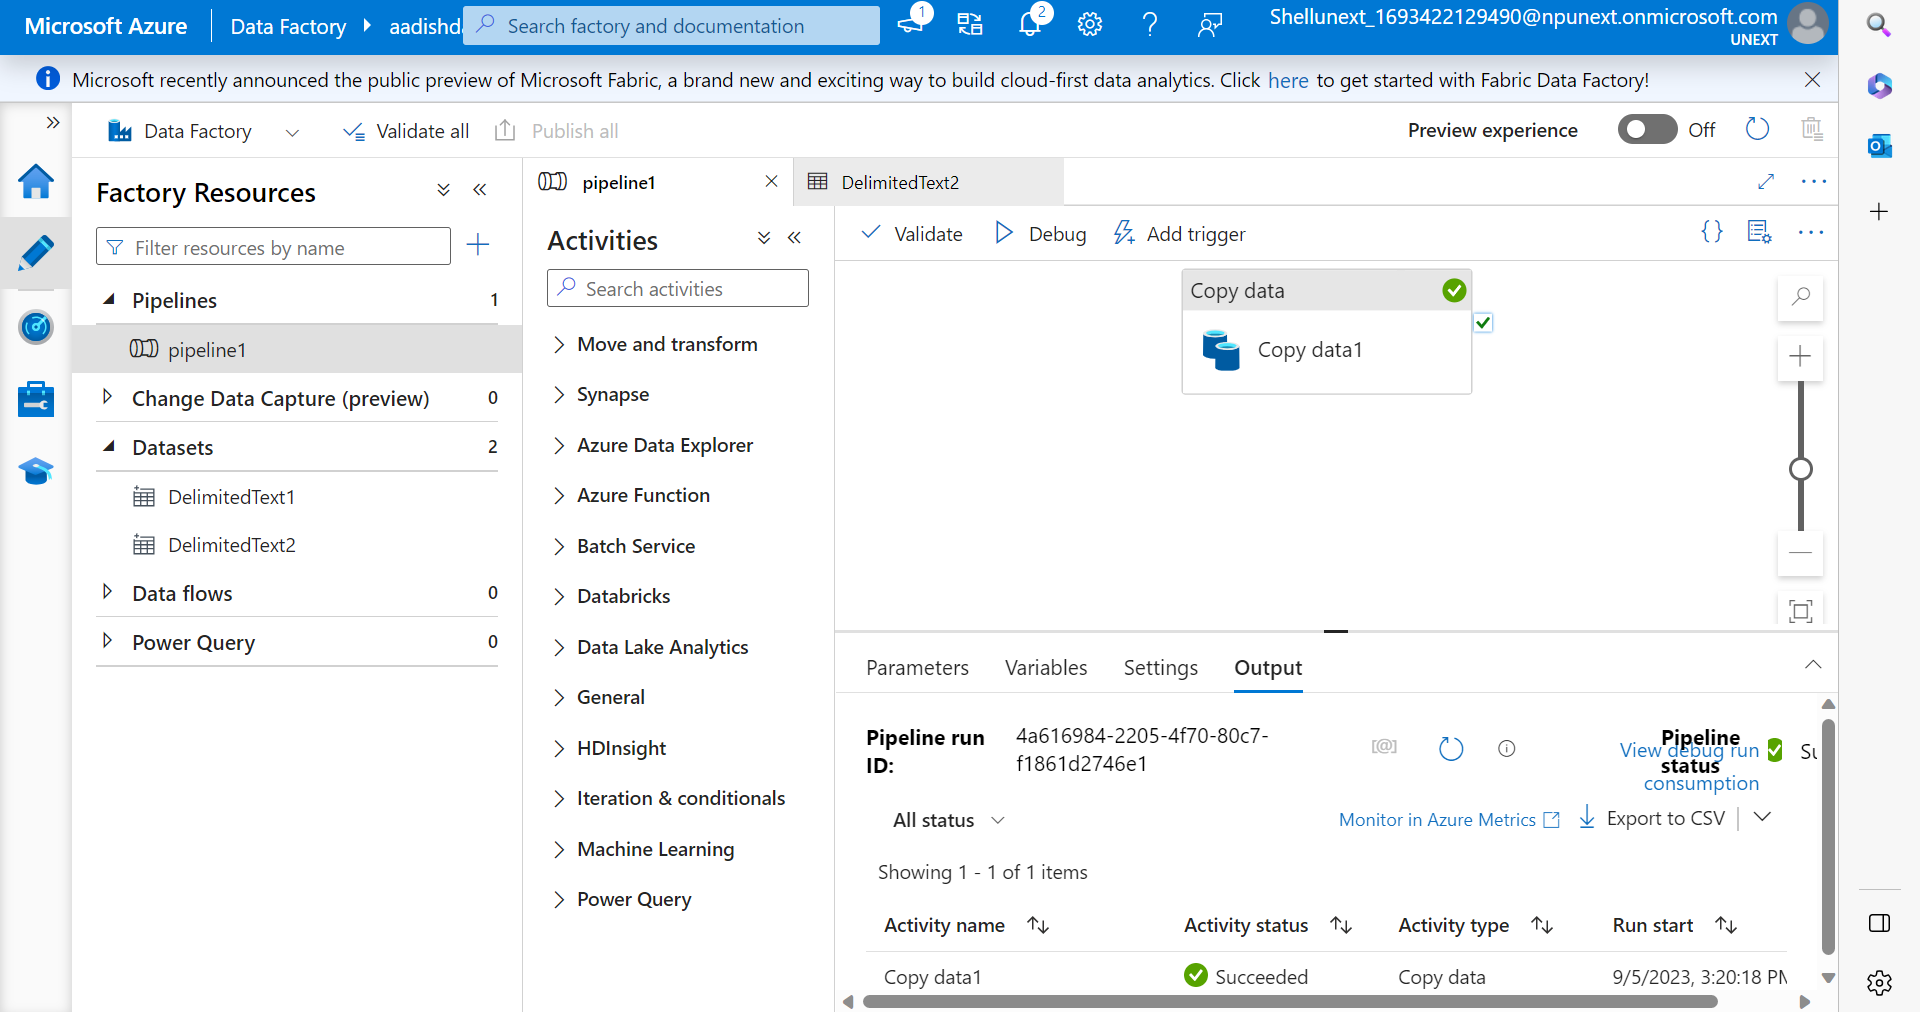 Microsoft Azure
Data Factory
aadishd
Search factory and documentation
1
2
Shellunext_1693422129490@npunext.onmicrosoft.com
UNEXT
Microsoft recently announced the public preview of Microsoft Fabric, a brand new and exciting way to build cloud-first data analytics. Click here to get started with Fabric Data Factory!
Data Factory
Validate all
Publish all
Preview experience
Off
Factory Resources
Filter resources by name
Pipelines 1
pipeline1
Change Data Capture (preview) 0
Datasets 2
DelimitedText1
DelimitedText2
Data flows 0
Power Query 0
pipeline1
DelimitedText2
Activities
Search activities
Move and transform
Synapse
Azure Data Explorer
Azure Function
Batch Service
Databricks
Data Lake Analytics
General
HDInsight
Iteration & conditionals
Machine Learning
Power Query
Validate
Debug
Add trigger
{}
Copy data
Copy data1
Parameters
Variables
Settings
Output
Pipeline run
ID:
4a616984-2205-4f70-80c7-
f1861d2746e1
[@]
View debug run
consumption
Pipeline
status
Su
All status
Monitor in Azure Metrics
Export to CSV
Showing 1 - 1 of 1 items
Activity name
Activity status
Activity type
Run start
Copy data1
Succeeded
Copy data
9/5/2023, 3:20:18 PM